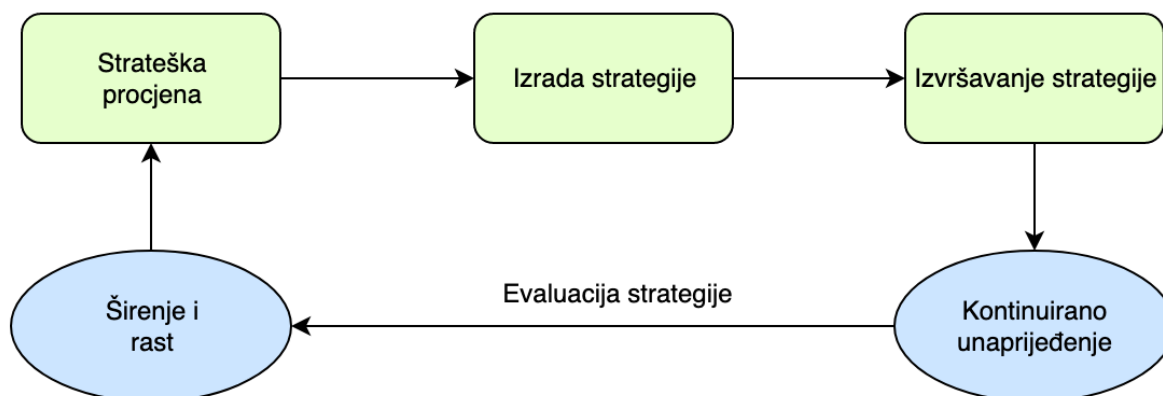 Strateška
procjena
Izrada strategije
Izvršavanje strategije
Širenje i
rast
Evaluacija strategije
Kontinuirano
unaprijeđenje